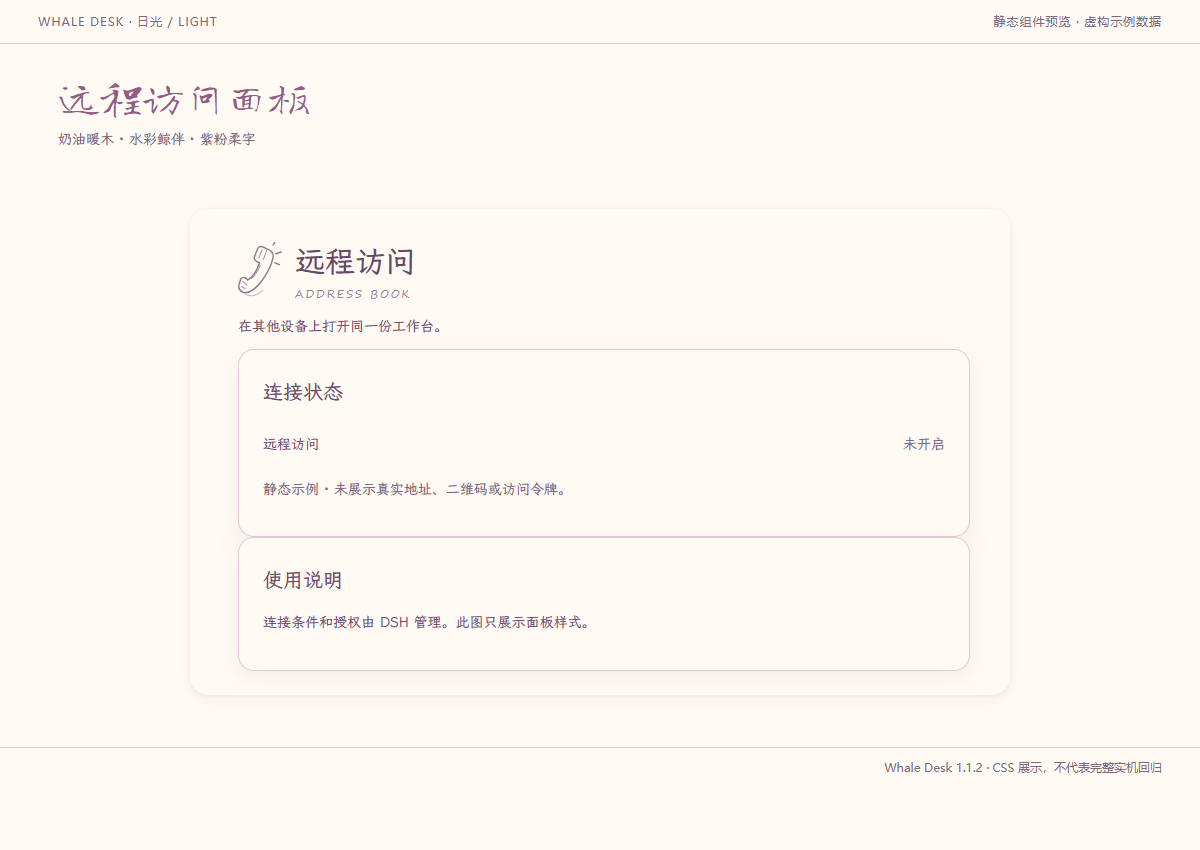 WHALE DESK · 日光 / LIGHT
静态组件预览 · 虚构示例数据
远程访问面板
奶油暖木 · 水彩鲸伴 · 紫粉柔字
远程访问
ADDRESS BOOK
在其他设备上打开同一份工作台。
连接状态
远程访问
未开启
静态示例 · 未展示真实地址、二维码或访问令牌。
使用说明
连接条件和授权由 DSH 管理。此图只展示面板样式。
Whale Desk 1.1.2 · CSS 展示，不代表完整实机回归